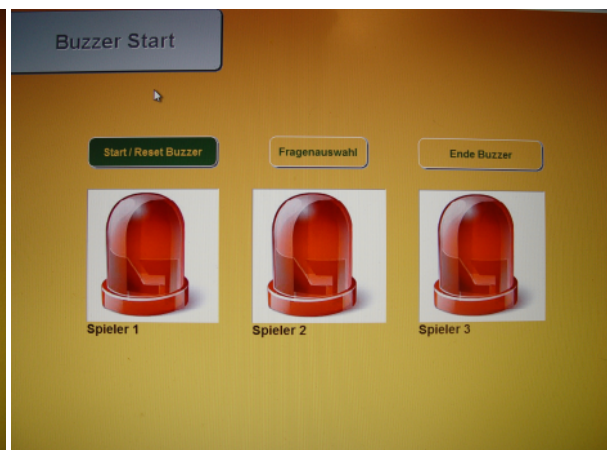 Buzzer Start
Start / Reset Buzzer
Fragenauswahl
Ende Buzzer
Spieler 1
Spieler 2
Spieler 3